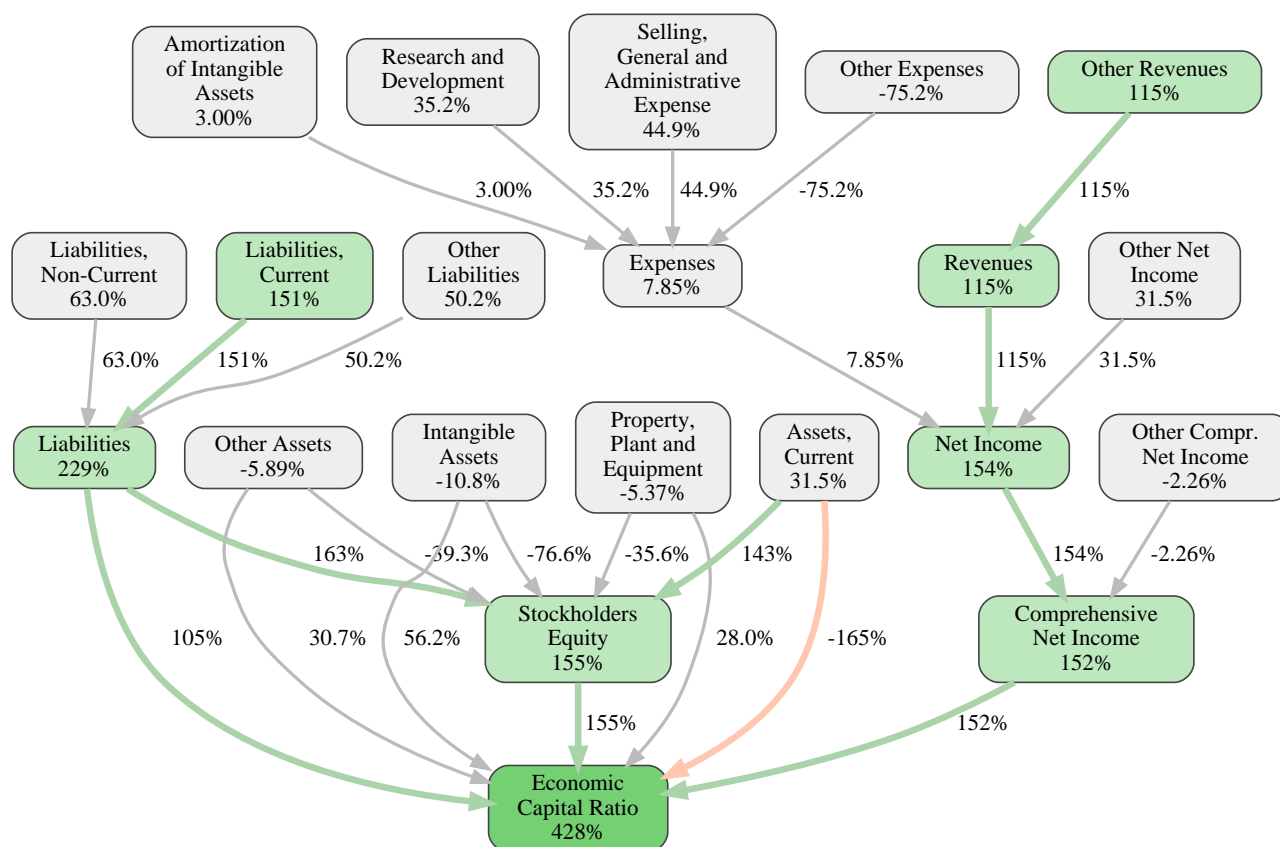 Amortization
of Intangible
Assets
3.00%
Research and
Development
35.2%
Selling,
General and
Administrative
Expense
44.9%
Other Expenses
-75.2%
Other Revenues
115%
3.00%
35.2%
44.9%
-75.2%
115%
Liabilities,
Non-Current
63.0%
Liabilities,
Current
151%
Other
Liabilities
50.2%
Expenses
7.85%
Revenues
115%
Other Net
Income
31.5%
63.0%
151%
50.2%
7.85%
115%
31.5%
Liabilities
229%
Other Assets
-5.89%
Intangible
Assets
-10.8%
Property,
Plant and
Equipment
-5.37%
Assets,
Current
31.5%
Net Income
154%
Other Compr.
Net Income
-2.26%
163%
-39.3%
-76.6%
-35.6%
143%
154%
-2.26%
105%
30.7%
56.2%
Stockholders
Equity
155%
28.0%
-165%
Comprehensive
Net Income
152%
155%
152%
Economic
Capital Ratio
428%